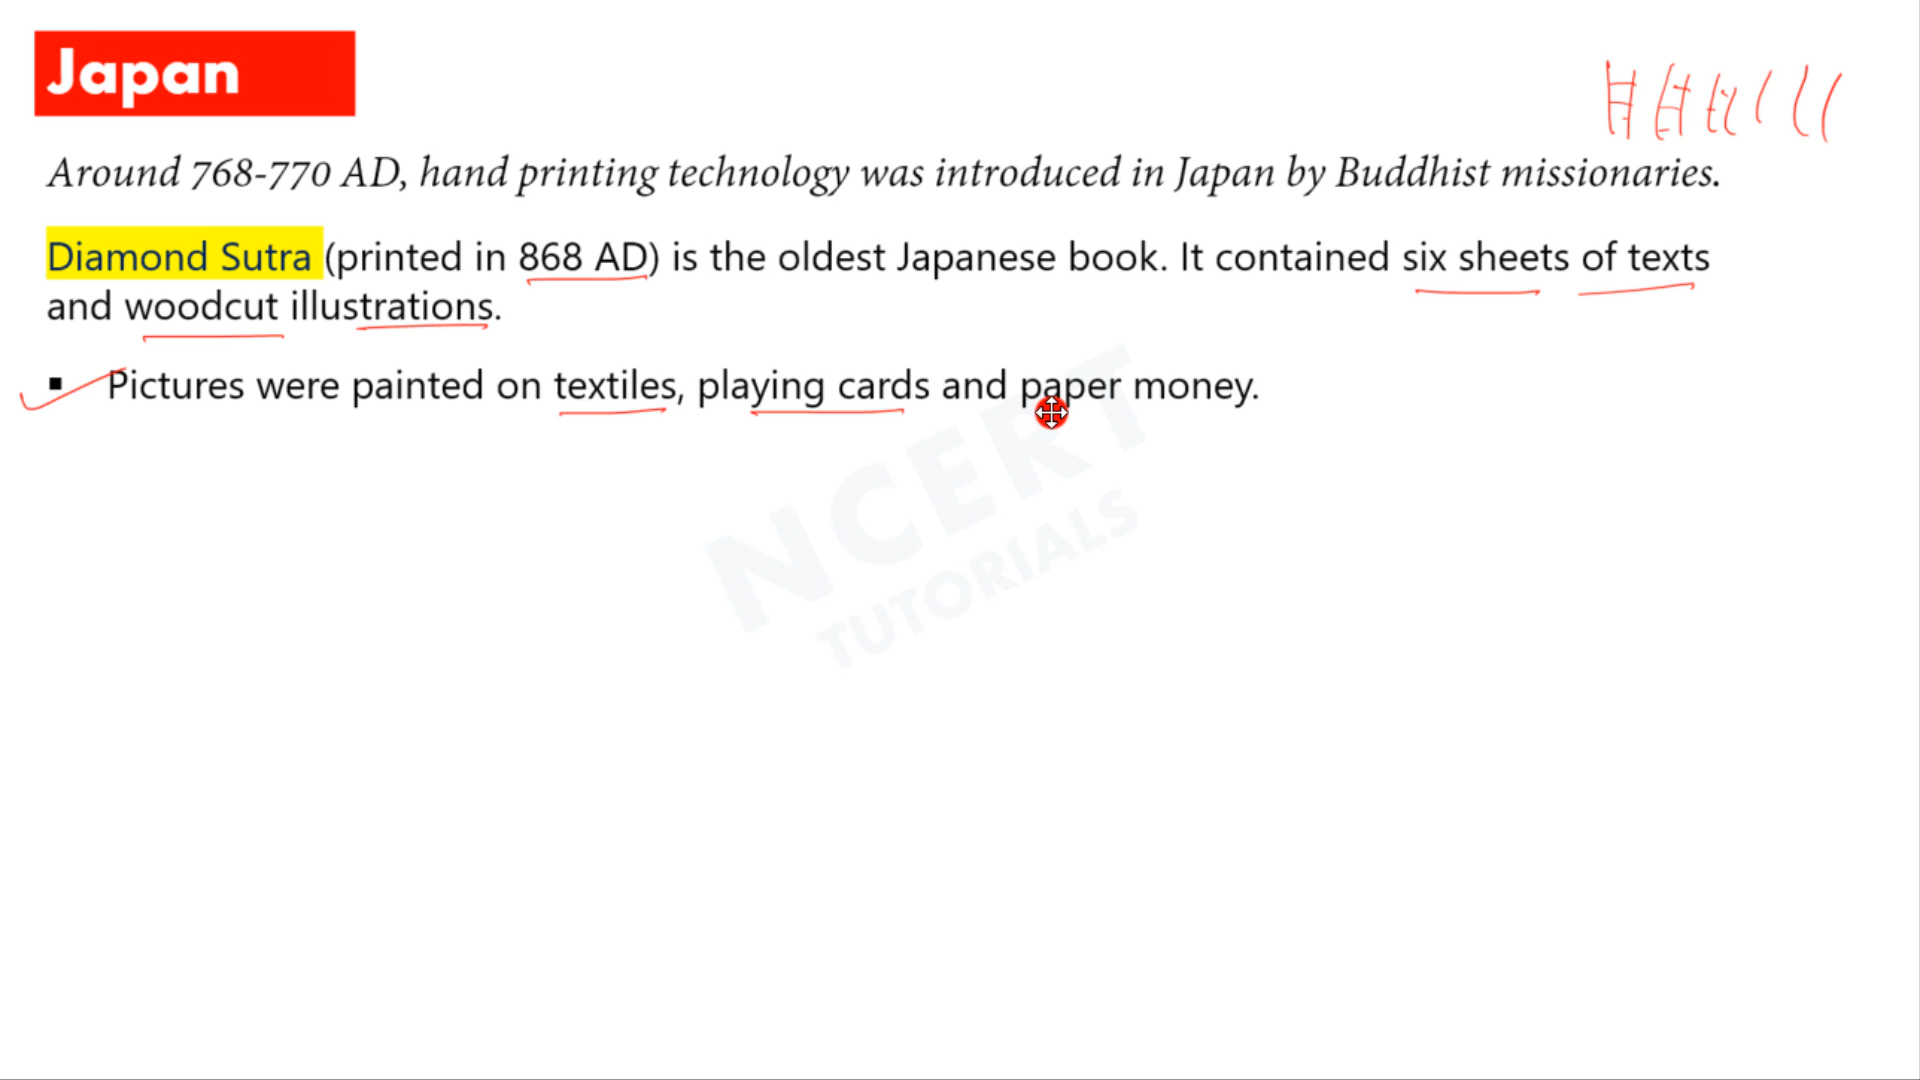 Japan
Around 768-770 AD, hand printing technology was introduced in Japan by Buddhist missionaries.
Diamond Sutra (printed in 868 AD) is the oldest Japanese book. It contained six sheets of texts
and woodcut illustrations.
▪ Pictures were painted on textiles, playing cards and paper money.
NCERT
TUTORIALS